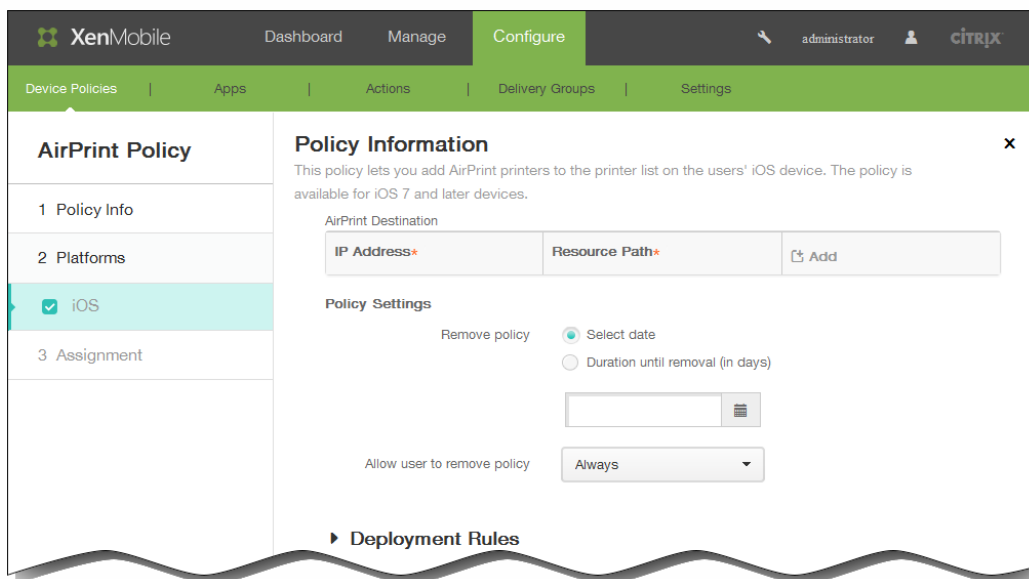 XenMobile Dashboard Manage Configure administrator CITRIX
Device Policies | Apps | Actions | Delivery Groups | Settings
AirPrint Policy
1 Policy Info
2 Platforms
iOS
3 Assignment
Policy Information
This policy lets you add AirPrint printers to the printer list on the users' iOS device. The policy is
available for iOS 7 and later devices.
AirPrint Destination
IP Address* Resource Path* Add
Policy Settings
Remove policy Select date
Duration until removal (in days)
Allow user to remove policy Always
Deployment Rules